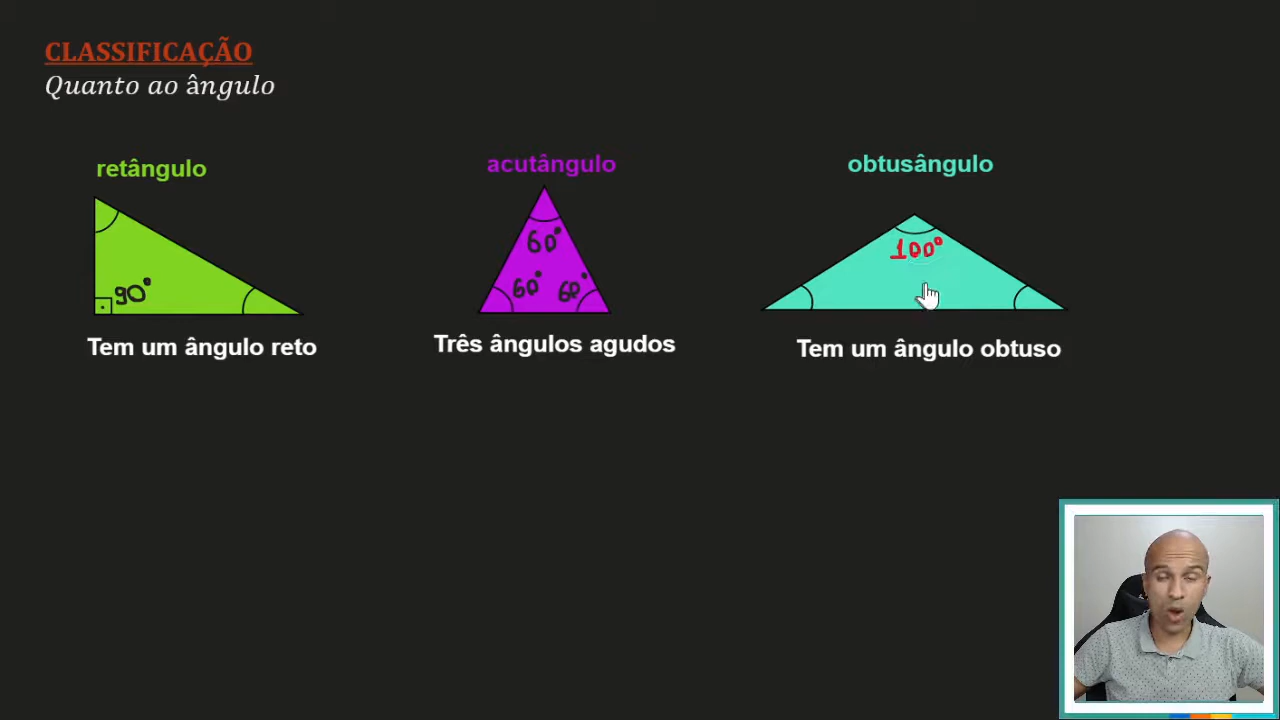 CLASSIFICAÇÃO
Quanto ao ângulo
retângulo
acutângulo
obtusângulo
90°
60°
60°
60°
100°
Tem um ângulo reto
Três ângulos agudos
Tem um ângulo obtuso